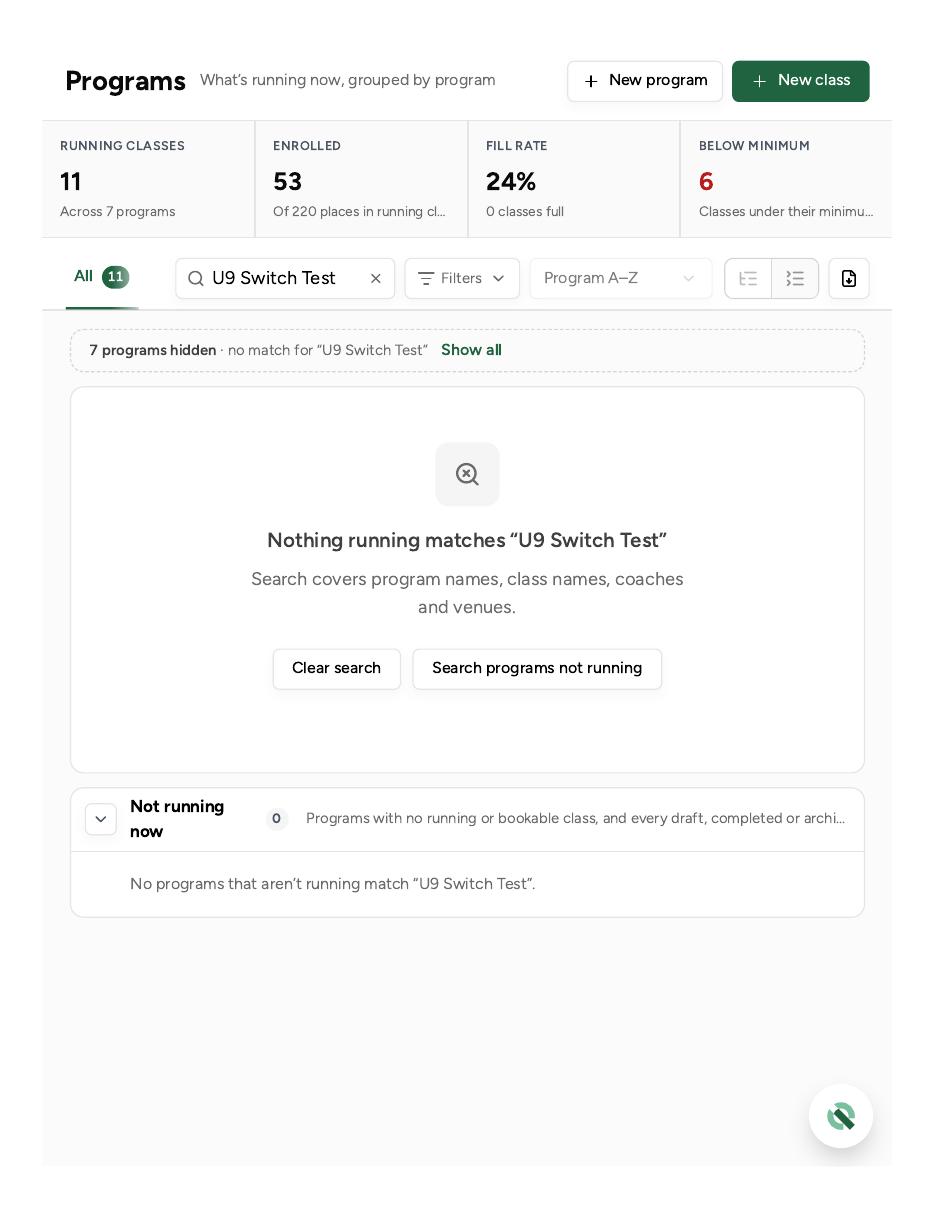 Programs What's running now, grouped by program + New program + New class
RUNNING CLASSES ENROLLED FILL RATE BELOW MINIMUM
11 53 24% 6
Across 7 programs Of 220 places in running cl... 0 classes full Classes under their minimu...
All 11 U9 Switch Test Filters Program A–Z
7 programs hidden · no match for “U9 Switch Test” Show all
Nothing running matches “U9 Switch Test”
Search covers program names, class names, coaches
and venues.
Clear search Search programs not running
Not running
now
0 Programs with no running or bookable class, and every draft, completed or archi...
No programs that aren’t running match “U9 Switch Test”.